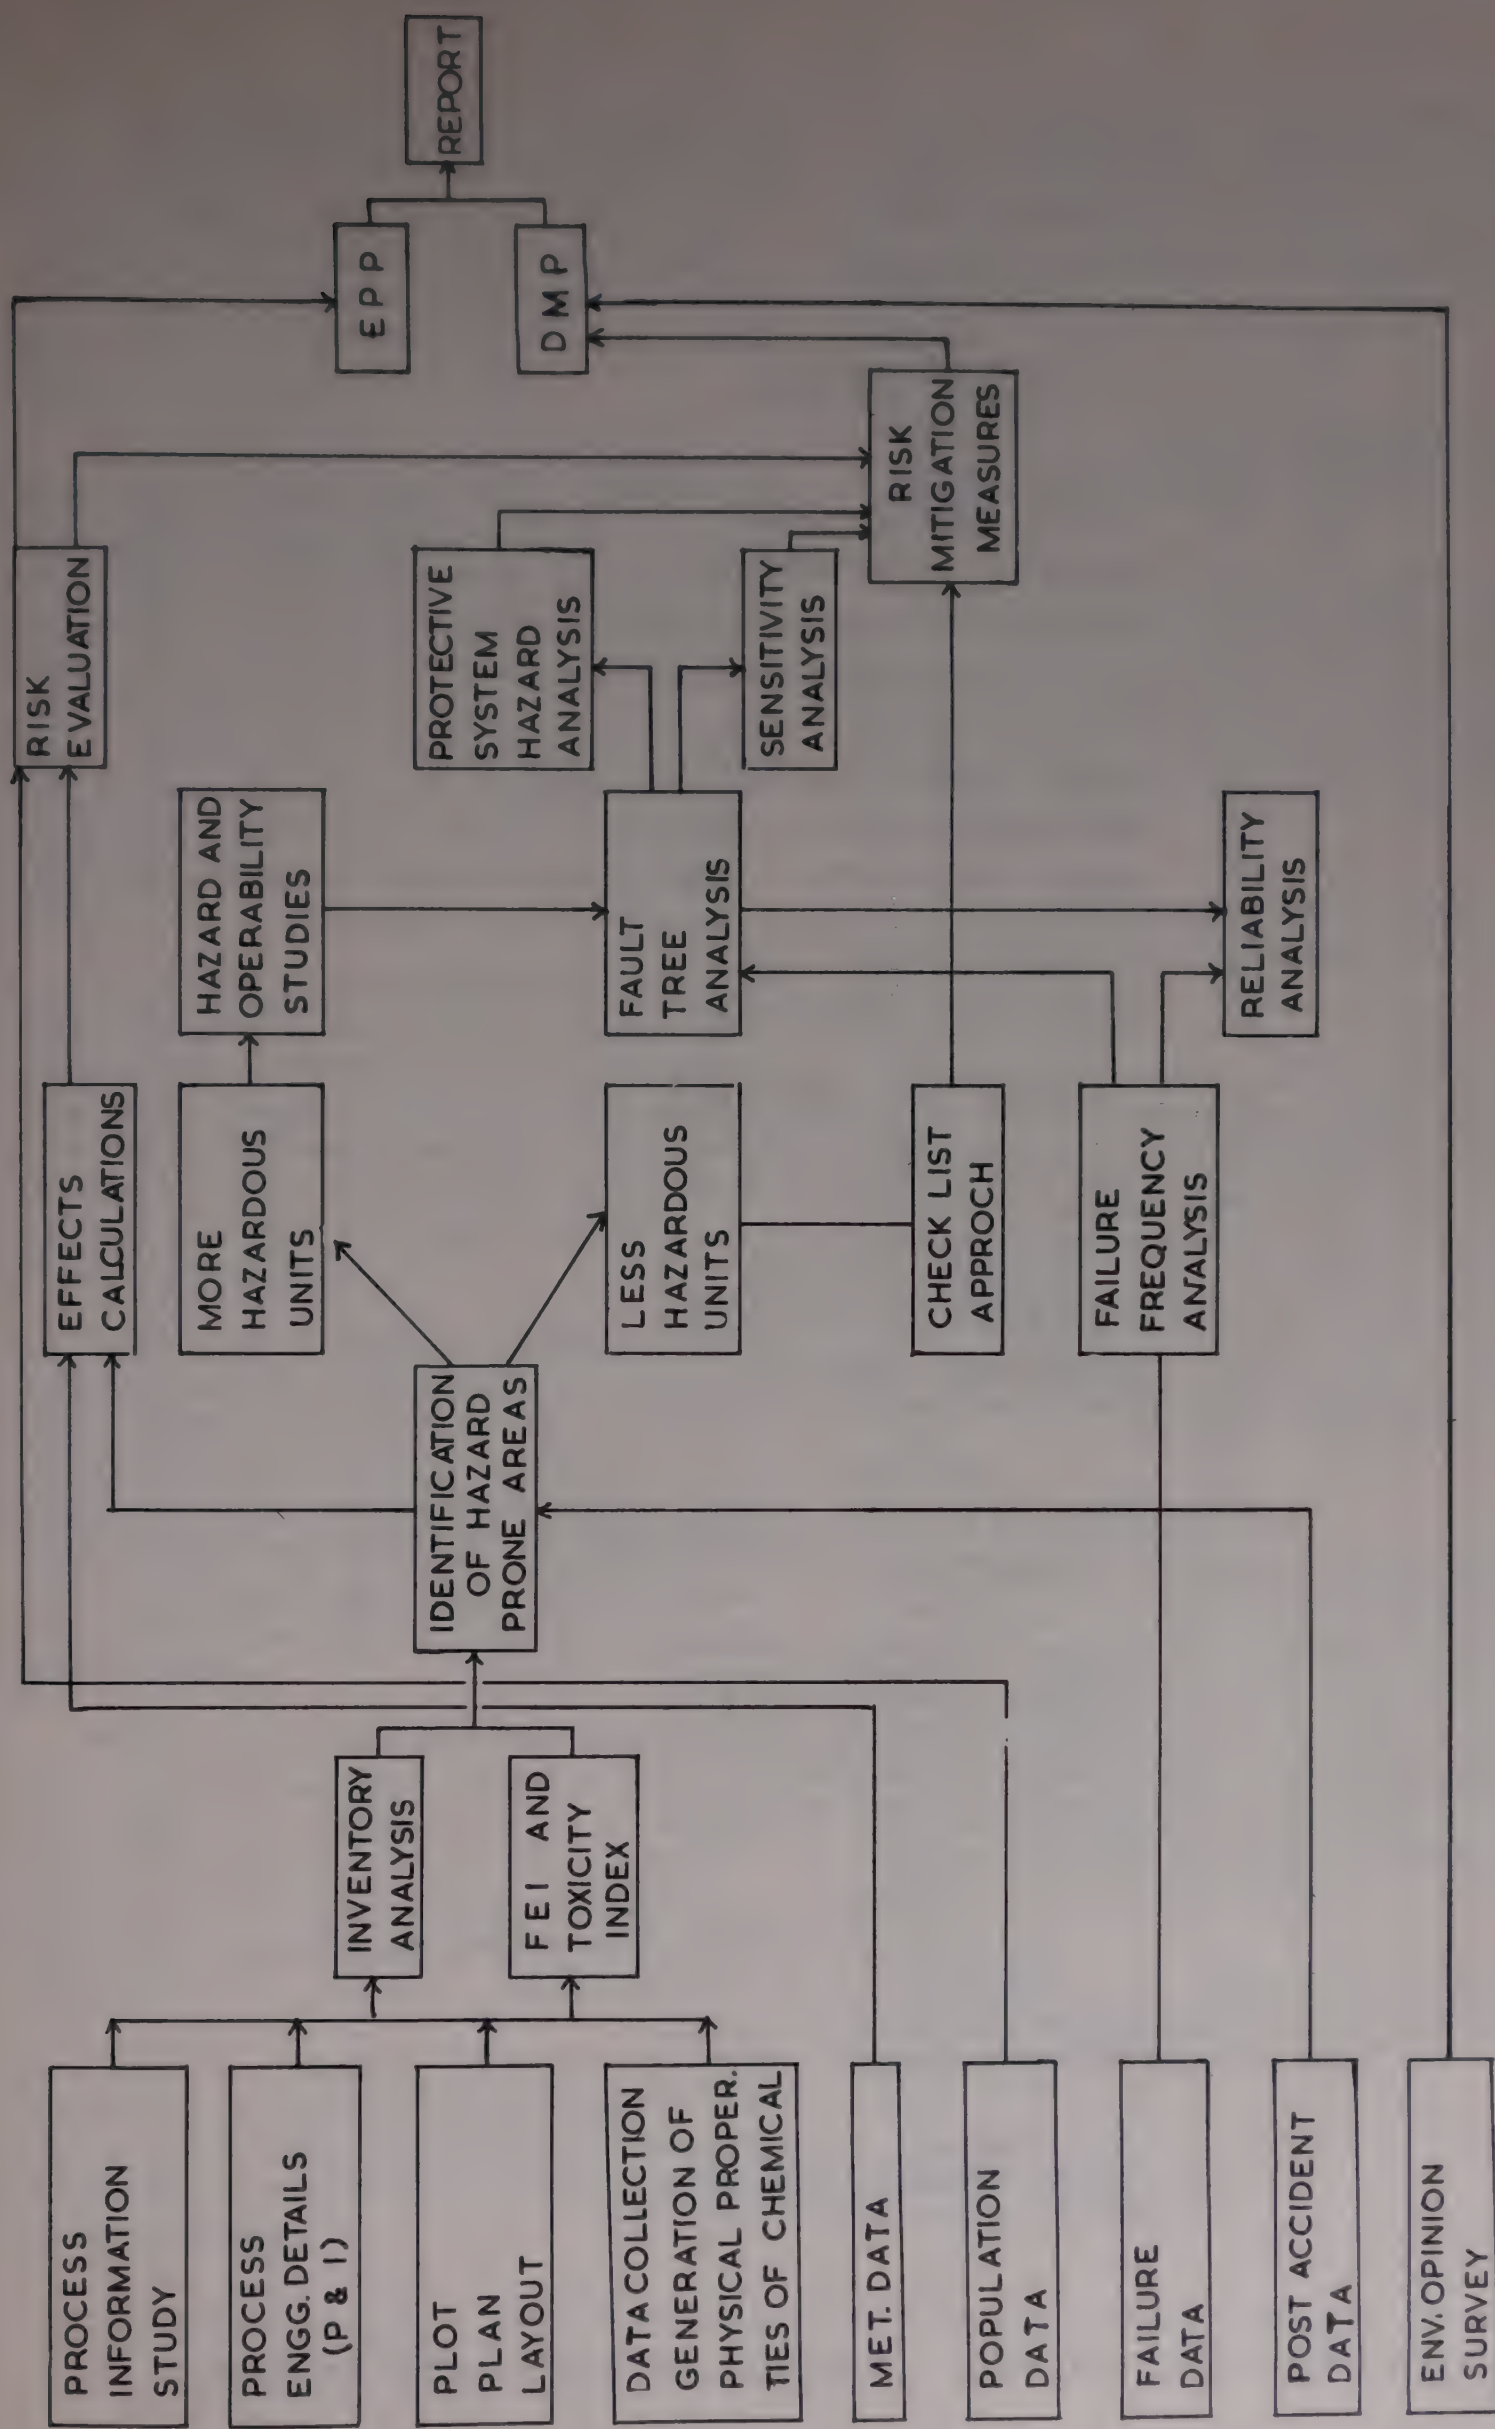 PROCESS
INFORMATION
STUDY
PROCESS
ENGG. DETAILS
(P & I)
PLOT
PLAN
LAYOUT
DATA COLLECTION
GENERATION OF
PHYSICAL PROPER.
TIES OF CHEMICAL
MET. DATA
POPULATION
DATA
FAILURE
DATA
POST ACCIDENT
DATA
ENV. OPINION
SURVEY
INVENTORY
ANALYSIS
FEI AND
TOXICITY
INDEX
IDENTIFICATION
OF HAZARD
PRONE AREAS
EFFECTS
CALCULATIONS
MORE
HAZARDOUS
UNITS
LESS
HAZARDOUS
UNITS
CHECK LIST
APPROCH
FAILURE
FREQUENCY
ANALYSIS
HAZARD AND
OPERABILITY
STUDIES
FAULT
TREE
ANALYSIS
RELIABILITY
ANALYSIS
RISK
EVALUATION
PROTECTIVE
SYSTEM
HAZARD
ANALYSIS
SENSITIVITY
ANALYSIS
RISK
MITIGATION
MEASURES
EPP
DMP
REPORT